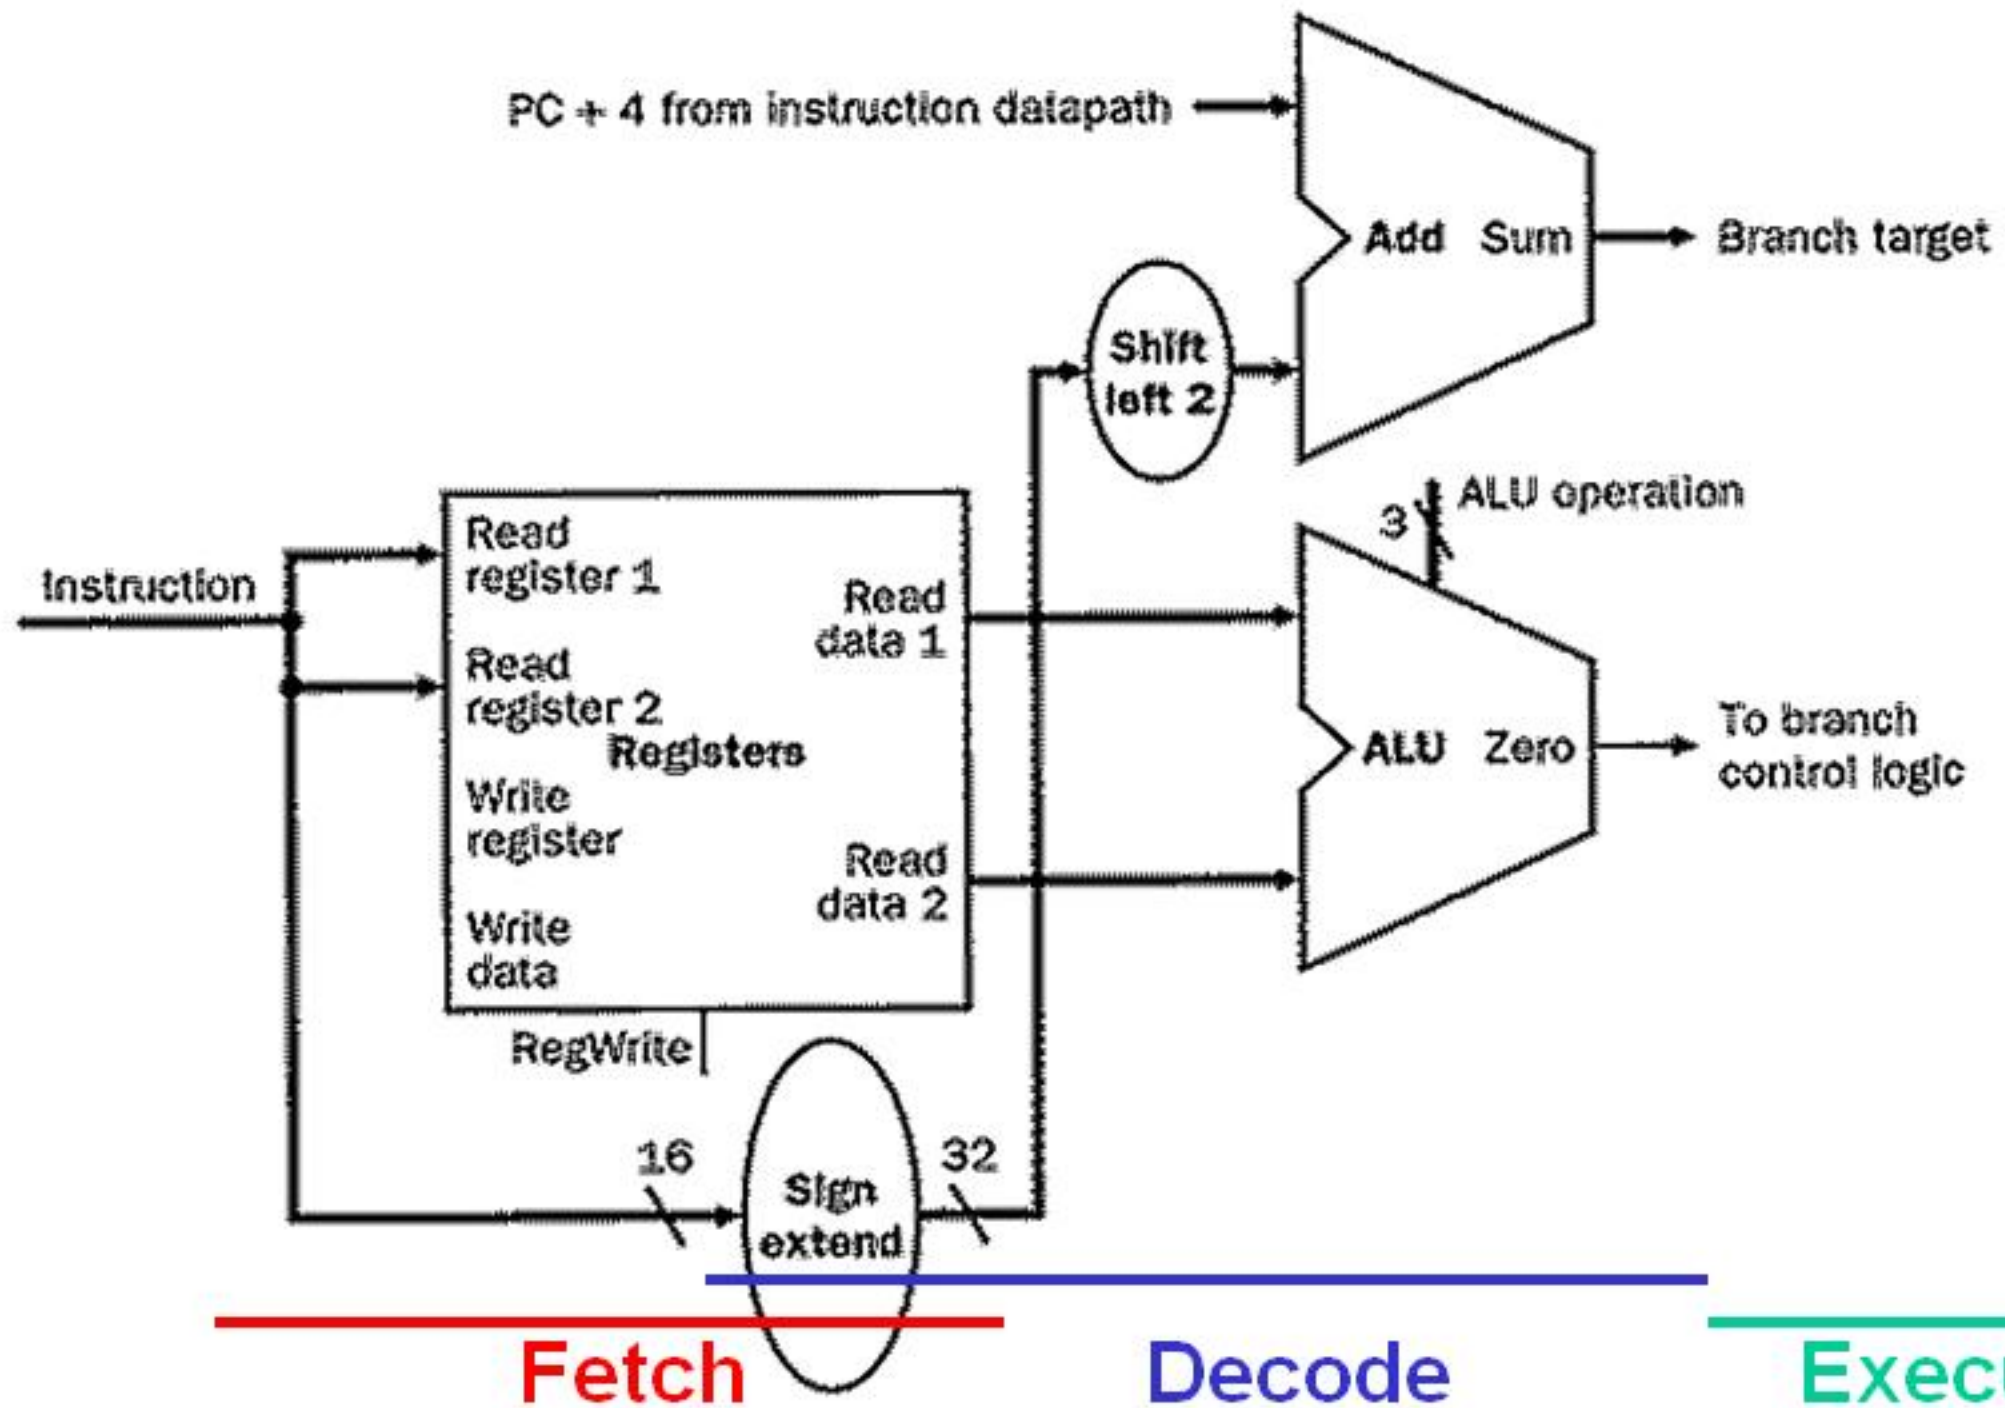 PC + 4 from instruction datapath
Add Sum
Branch target
Shift
left 2
ALU operation
3
Instruction
Read
register 1
Read
data 1
Read
register 2
Registers
Write
register
Read
data 2
Write
data
ALU Zero
To branch
control logic
RegWrite
16
32
Sign
extend
Fetch
Decode
Execu